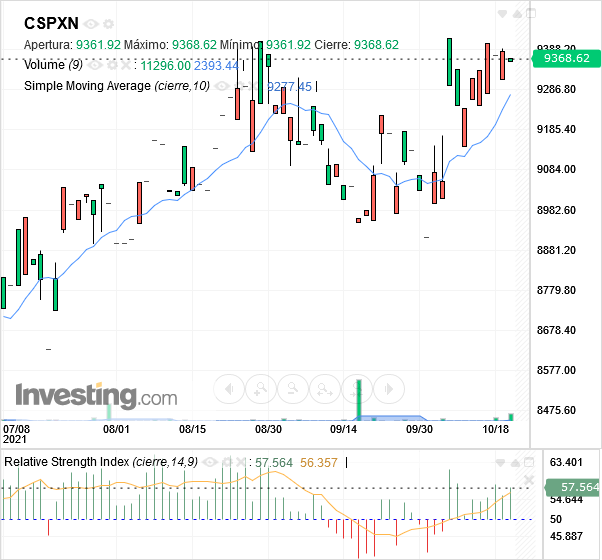 CSPXN
Apertura: 9361.92 Máximo: 9368.62 Mínimo: 9361.92 Cierre: 9368.62
Volume (9) : 11296.00 2393.44
Simple Moving Average (cierre,10) : 9277.45
9388.20
9368.62
9286.80
9185.40
9084.00
8982.60
8881.20
8779.80
8678.40
8577.00
8475.60
Investing.com
07/08 08/01 08/15 08/30 09/14 09/30 10/18
2021
Relative Strength Index (cierre,14,9) : 57.564 56.357
63.401
57.564
54.644
50
45.887